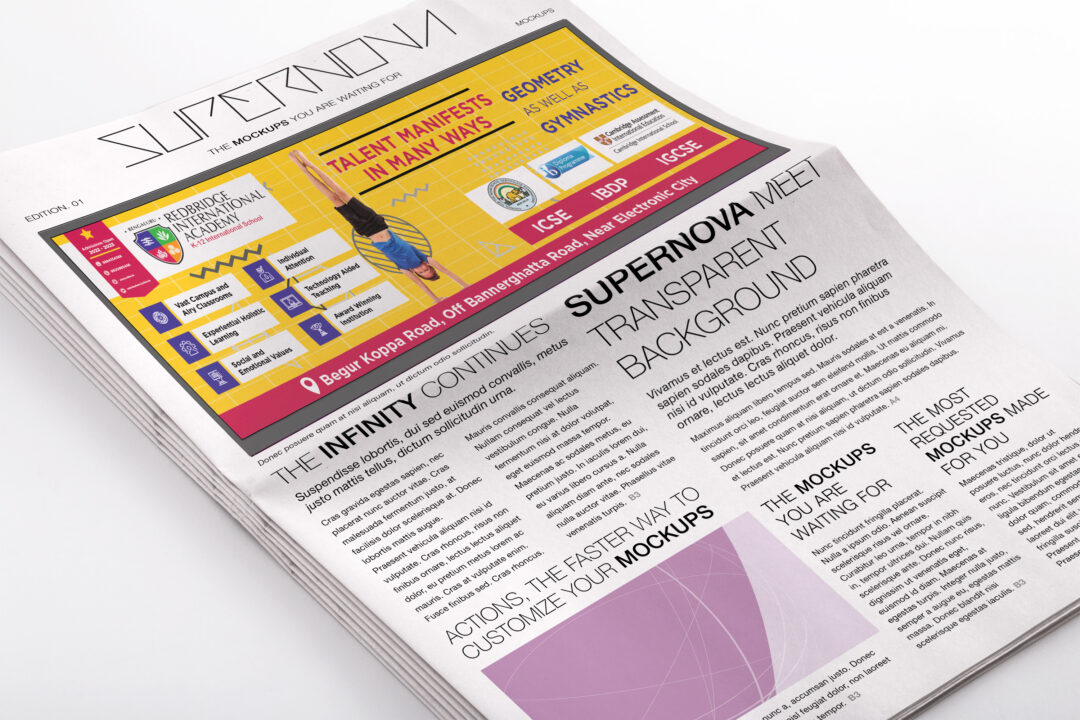 SUPERNOVA
MOCKUPS
THE MOCKUPS YOU ARE WAITING FOR
EDITION. 01
Admissions Open
2022 - 2023
• BENGALURU •
REDBRIDGE
INTERNATIONAL
ACADEMY
K-12 International School
Vast Campus and
Airy Classrooms
Individual
Attention
Experiential Holistic
Learning
Technology Aided
Teaching
Social and
Emotional Values
Award Winning
Institution
TALENT MANIFESTS
IN MANY WAYS
GEOMETRY
AS WELL AS
GYMNASTICS
Diploma
Programme
Cambridge Assessment
International Education
Cambridge International School
ICSE IBDP IGCSE
Begur Koppa Road, Off Bannerghatta Road, Near Electronic City
Donec posuere quam at nisi aliquam, ut dictum odio sollicitudin.
THE INFINITY CONTINUES
Suspendisse lobortis, dui sed euismod convallis, metus
justo mattis tellus, dictum sollicitudin urna.
Cras gravida egestas sapien, nec
placerat nunc auctor vitae. Cras
malesuada fermentum justo, at
facilisis dolor scelerisque at. Donec
lobortis mattis augue.
Praesent vehicula aliquam nisi id
vulputate. Cras rhoncus, risus non
finibus ornare, lectus lectus aliquet
dolor, eu pretium metus lorem ac
mauris. Cras at vulputate enim.
Fusce finibus sed. Cras rhoncus.
Mauris convallis consequat aliquam.
Nullam consequat vel lectus
vestibulum congue. Nulla
fermentum nisi at dolor volutpat,
eget euismod massa tempor.
Maecenas ac sodales metus, eu
pretium justo. In iaculis lorem dui,
eu varius libero cursus a. Nulla
aliquam diam ante, nec sodales
nulla auctor vitae. Phasellus vitae
venenatis turpis. B3
SUPERNOVA MEET
TRANSPARENT
BACKGROUND
Vivamus et lectus est. Nunc pretium sapien pharetra
sapien sodales dapibus. Praesent vehicula aliquam
nisi id vulputate. Cras rhoncus, risus non finibus
ornare, lectus lectus aliquet dolor.
Maximus aliquam libero tempus sed. Mauris sodales at est a venenatis. In
tincidunt orci leo, feugiat auctor sem eleifend mollis. Ut mattis commodo
sapien, sit amet condimentum erat ornare et. Maecenas eu aliquam mi.
Donec posuere quam at nisi aliquam, ut dictum odio sollicitudin. Vivamus
et lectus est. Nunc pretium sapien pharetra sapien sodales dapibus.
Praesent vehicula aliquam nisi id vulputate. A4
ACTIONS, THE FASTER WAY TO
CUSTOMIZE YOUR MOCKUPS
THE MOCKUPS
YOU ARE
WAITING FOR
Nunc tincidunt fringilla placerat.
Nulla a ipsum odio. Aenean suscipit
scelerisque risus vel ornare.
Curabitur leo urna, tempor in nibh
in, tempor ultrices dui. Nullam quis
scelerisque ante. Donec nunc risus,
dignissim ut venenatis eget,
euismod id diam. Maecenas at
egestas turpis. Integer nulla justo,
semper a augue eu, egestas mattis
massa. Donec blandit nisi
scelerisque egestas iaculis. B3
THE MOST
REQUESTED
MOCKUPS MADE
FOR YOU
Maecenas tristique, dolor ut
posuere luctus, nunc dolor
eros, nec tincidunt orci lectus
nunc. Vestibulum sit amet
ligula bibendum egestas
dolor quam, commodo
sed, hendrerit
laoreet dui sit
fringilla
est
Praesent
nunc a, accumsan justo. Donec
nisl feugiat dolor, non laoreet
tempor. B3